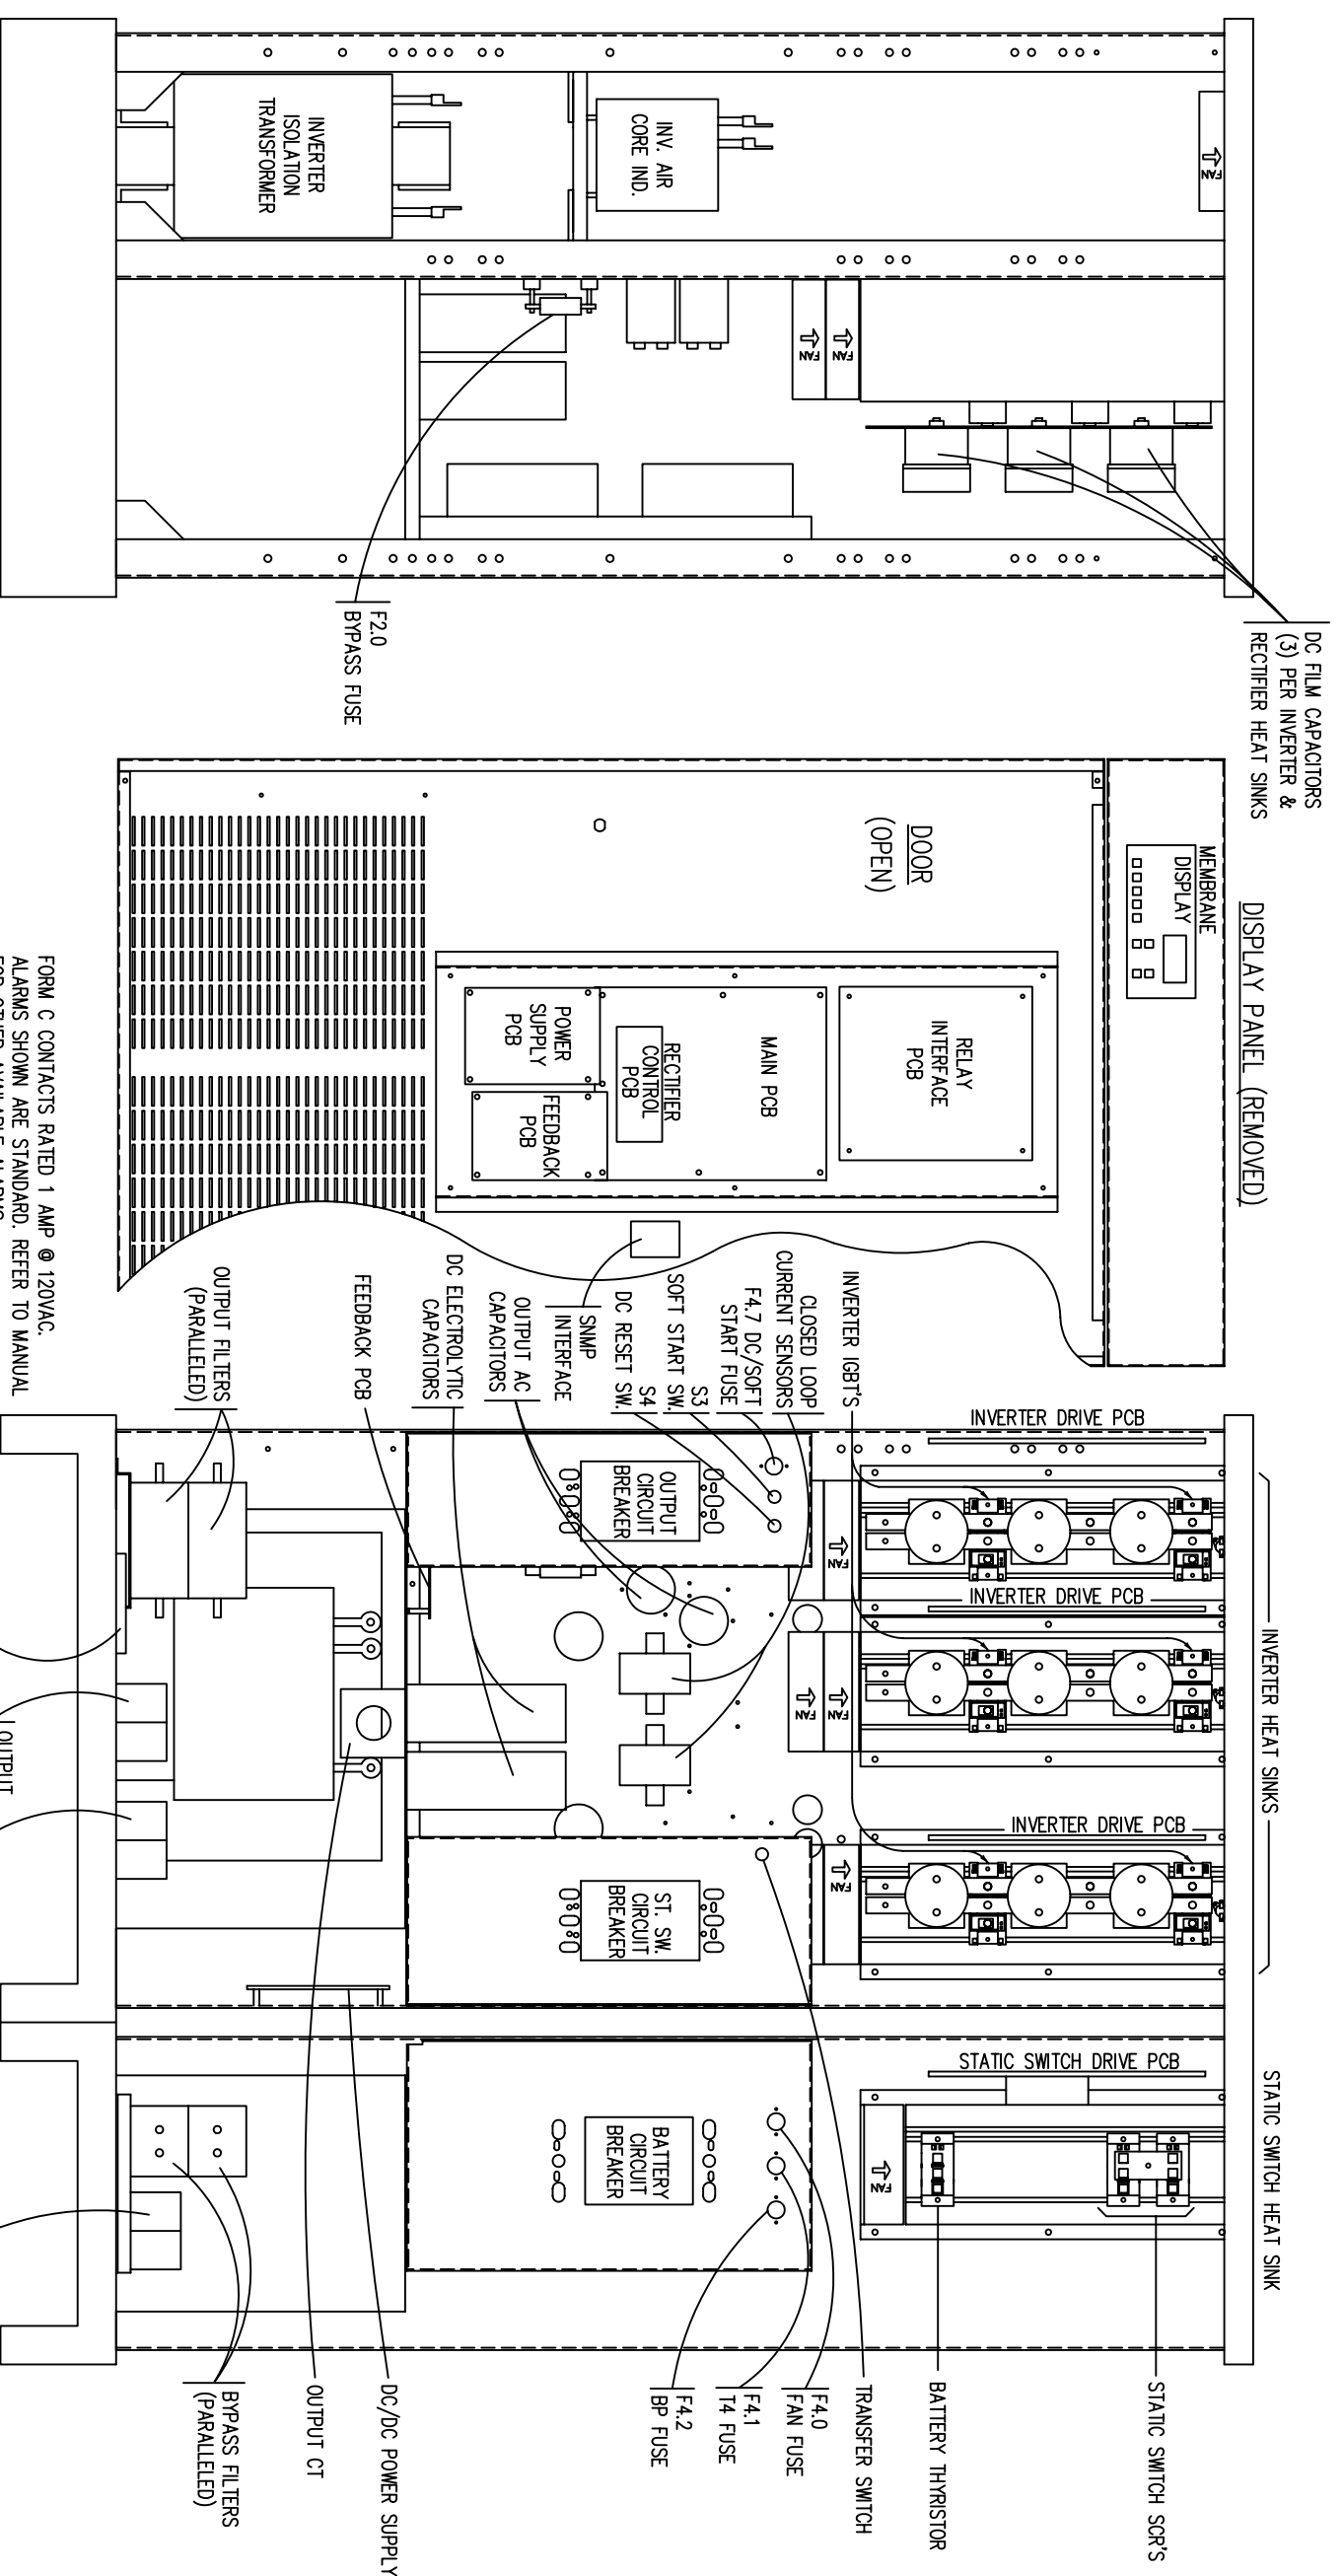 DC FILM CAPACITORS
(3) PER INVERTER &
RECTIFIER HEAT SINKS
FAN
INV. AIR
CORE IND.
INVERTER
ISOLATION
TRANSFORMER
FAN
FAN
F2.0
BYPASS FUSE
DISPLAY PANEL (REMOVED)
MEMBRANE
DISPLAY
DOOR
(OPEN)
RELAY
INTERFACE
PCB
MAIN PCB
RECTIFIER
CONTROL
PCB
POWER
SUPPLY
PCB
FEEDBACK
PCB
FORM C CONTACTS RATED 1 AMP @ 120VAC.
ALARMS SHOWN ARE STANDARD. REFER TO MANUAL
INVERTER IGBT'S
CLOSED LOOP
CURRENT SENSORS
F4.7 DC/SOFT
START FUSE
S3
SOFT START SW.
S4
DC RESET SW.
SNMP
INTERFACE
OUTPUT AC
CAPACITORS
DC ELECTROLYTIC
CAPACITORS
FEEDBACK PCB
OUTPUT FILTERS
(PARALLELED)
INVERTER HEAT SINKS
STATIC SWITCH HEAT SINK
INVERTER DRIVE PCB
INVERTER DRIVE PCB
INVERTER DRIVE PCB
STATIC SWITCH DRIVE PCB
FAN
FAN
FAN
FAN
FAN
OUTPUT
CIRCUIT
BREAKER
ST. SW.
CIRCUIT
BREAKER
BATTERY
CIRCUIT
BREAKER
OUTPUT
STATIC SWITCH SCR'S
BATTERY THYRISTOR
TRANSFER SWITCH
F4.0
FAN FUSE
F4.1
T4 FUSE
F4.2
BP FUSE
DC/DC POWER SUPPLY
OUTPUT CT
BYPASS FILTERS
(PARALLELED)